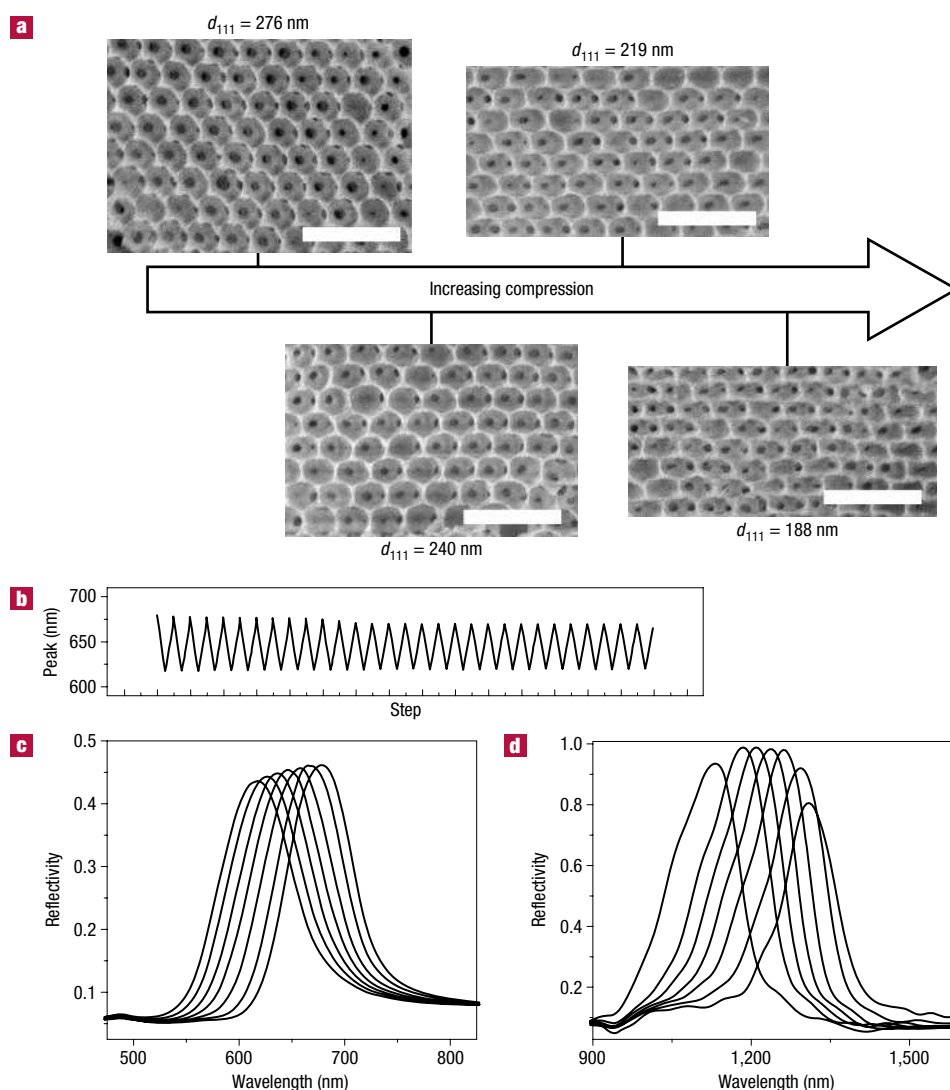 a
d111 = 276 nm
d111 = 219 nm
Increasing compression
d111 = 240 nm
d111 = 188 nm
b
Peak (nm)
700
650
600
Step
c
Reflectivity
0.5
0.4
0.3
0.2
0.1
500 600 700 800
Wavelength (nm)
d
Reflectivity
1.0
0.8
0.6
0.4
0.2
900 1,200 1,500
Wavelength (nm)